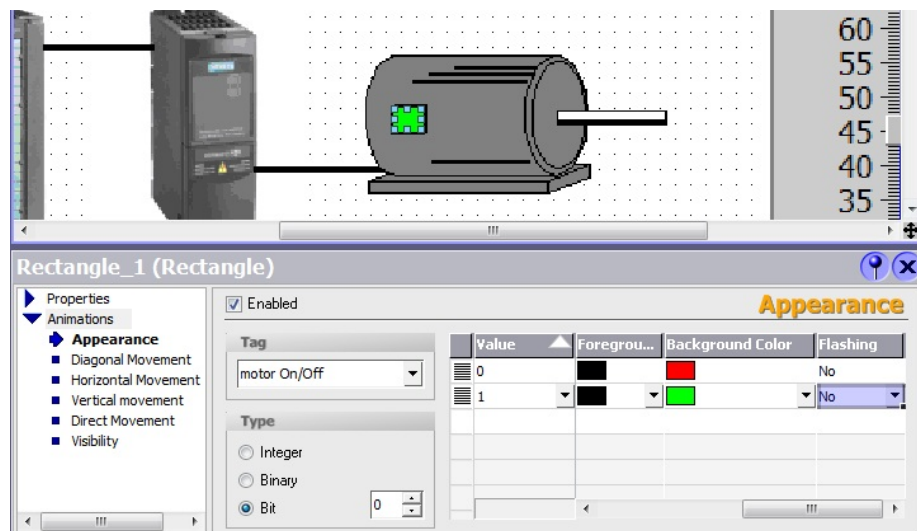 60
55
50
45
40
35
SIEMENS
Rectangle_1 (Rectangle)
Properties
Animations
Appearance
Diagonal Movement
Horizontal Movement
Vertical movement
Direct Movement
Visibility
Enabled
Appearance
Tag
motor On/Off
Type
Integer
Binary
Bit 0
Value Foregrou... Background Color Flashing
0 No
1 No